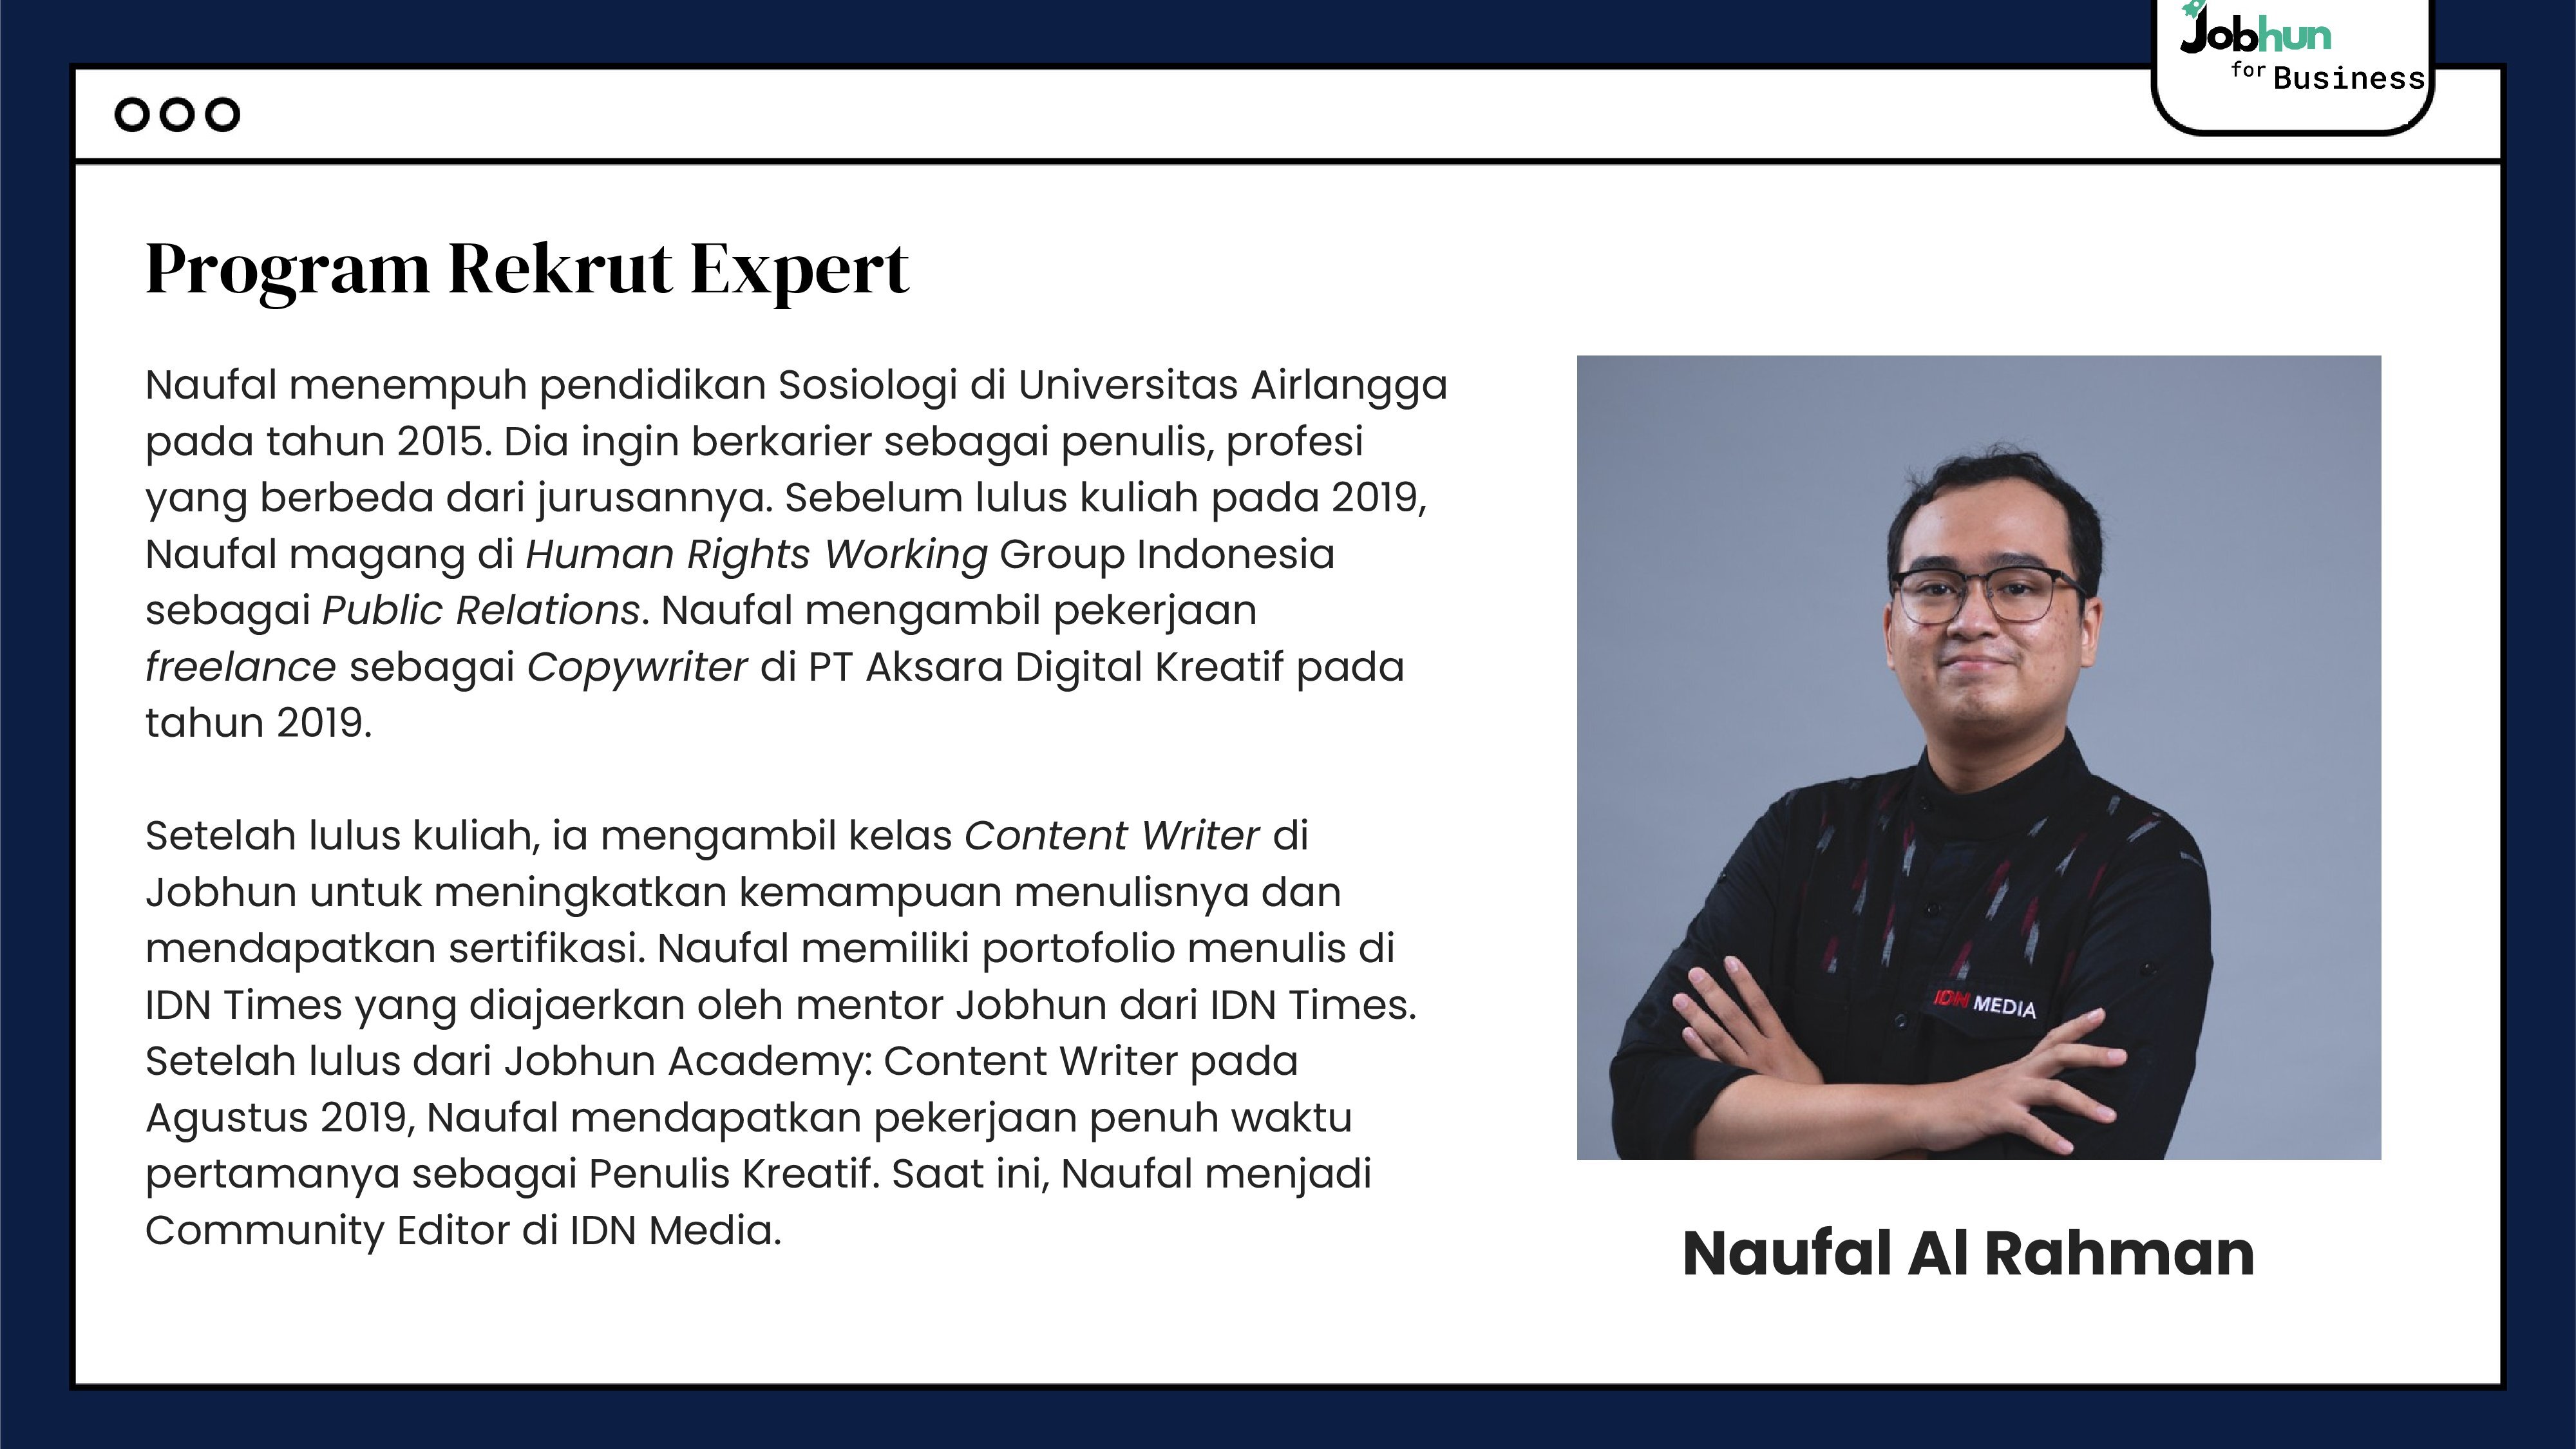 Jobhun
for Business
Program Rekrut Expert
Naufal menempuh pendidikan Sosiologi di Universitas Airlangga
pada tahun 2015. Dia ingin berkarier sebagai penulis, profesi
yang berbeda dari jurusannya. Sebelum lulus kuliah pada 2019,
Naufal magang di Human Rights Working Group Indonesia
sebagai Public Relations. Naufal mengambil pekerjaan
freelance sebagai Copywriter di PT Aksara Digital Kreatif pada
tahun 2019.
Setelah lulus kuliah, ia mengambil kelas Content Writer di
Jobhun untuk meningkatkan kemampuan menulisnya dan
mendapatkan sertifikasi. Naufal memiliki portofolio menulis di
IDN Times yang diajaerkan oleh mentor Jobhun dari IDN Times.
Setelah lulus dari Jobhun Academy: Content Writer pada
Agustus 2019, Naufal mendapatkan pekerjaan penuh waktu
pertamanya sebagai Penulis Kreatif. Saat ini, Naufal menjadi
Community Editor di IDN Media.
IDN MEDIA
Naufal Al Rahman